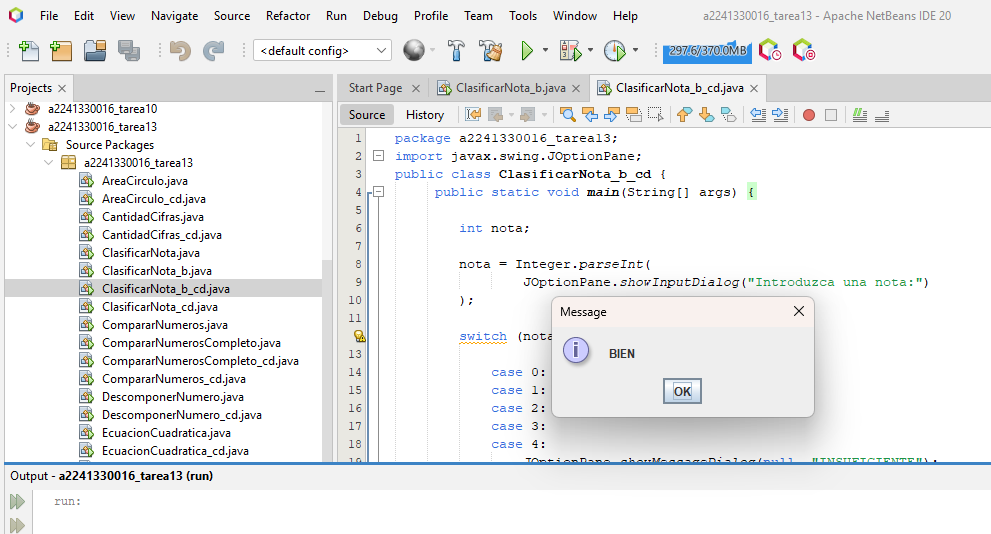 File Edit View Navigate Source Refactor Run Debug Profile Team Tools Window Help a2241330016_tarea13 - Apache NetBeans IDE 20
<default config> 297.6/370.0MB
Projects
a2241330016_tarea10
a2241330016_tarea13
Source Packages
a2241330016_tarea13
AreaCirculo.java
AreaCirculo_cd.java
CantidadCifras.java
CantidadCifras_cd.java
ClasificarNota.java
ClasificarNota_b.java
ClasificarNota_b_cd.java
ClasificarNota_cd.java
CompararNumeros.java
CompararNumerosCompleto.java
CompararNumerosCompleto_cd.java
CompararNumeros_cd.java
DescomponerNumero.java
DescomponerNumero_cd.java
EcuacionCuadratica.java
EcuacionCuadratica_cd.java
Start Page ClasificarNota_b.java ClasificarNota_b_cd.java
Source History
1 package a2241330016_tarea13;
2 import javax.swing.JOptionPane;
3 public class ClasificarNota_b_cd {
4 public static void main(String[] args) {
5
6 int nota;
7
8 nota = Integer.parseInt(
9 JOptionPane.showInputDialog("Introduzca una nota:")
10 );
11
switch (nota
13
14 case 0:
15 case 1:
16 case 2:
17 case 3:
18 case 4:
19 JOptionPane.showMessageDialog(null, "INSUFICIENTE");
Message
BIEN
OK
Output - a2241330016_tarea13 (run)
run: